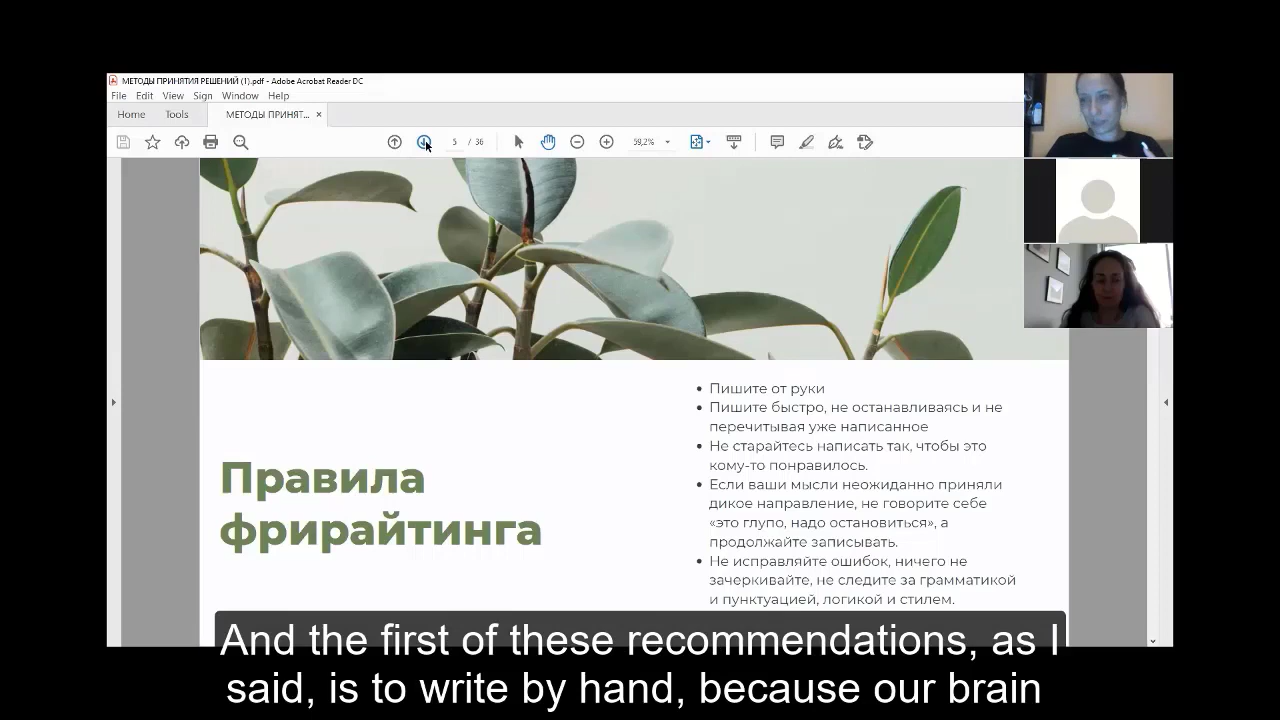 МЕТОДЫ ПРИНЯТИЯ РЕШЕНИЙ (1).pdf - Adobe Acrobat Reader DC
File Edit View Sign Window Help
Home Tools МЕТОДЫ ПРИНЯТ... ×
5 / 36 59,2%
Правила
фрирайтинга
• Пишите от руки
• Пишите быстро, не останавливаясь и не
перечитывая уже написанное
• Не старайтесь написать так, чтобы это
кому-то понравилось.
• Если ваши мысли неожиданно приняли
дикое направление, не говорите себе
«это глупо, надо остановиться», а
продолжайте записывать.
• Не исправляйте ошибок, ничего не
зачеркивайте, не следите за грамматикой
и пунктуацией, логикой и стилем.
And the first of these recommendations, as I
said, is to write by hand, because our brain